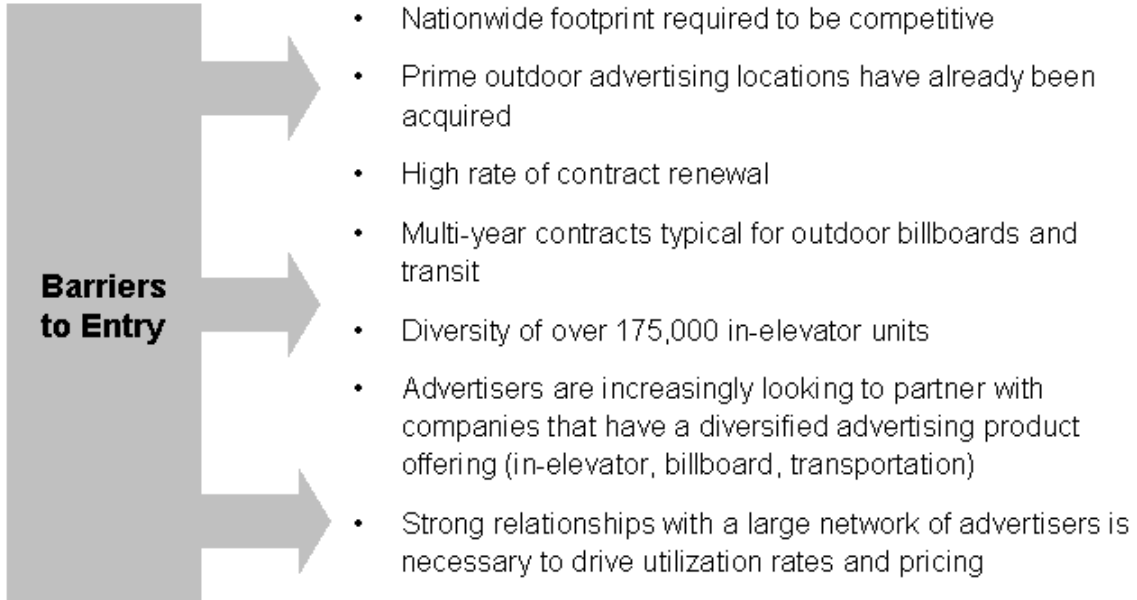 Barriers
to Entry
• Nationwide footprint required to be competitive
• Prime outdoor advertising locations have already been
acquired
• High rate of contract renewal
• Multi-year contracts typical for outdoor billboards and
transit
• Diversity of over 175,000 in-elevator units
• Advertisers are increasingly looking to partner with
companies that have a diversified advertising product
offering (in-elevator, billboard, transportation)
• Strong relationships with a large network of advertisers is
necessary to drive utilization rates and pricing